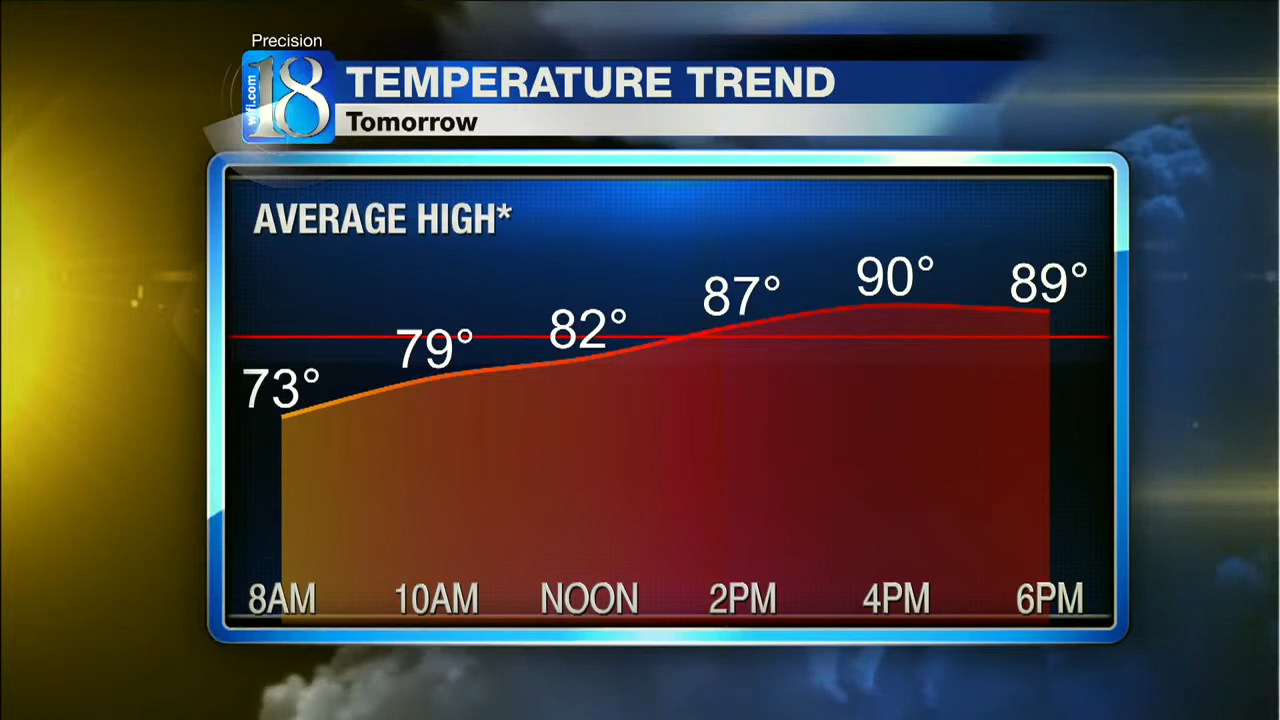 Precision
wlfi.com
18
TEMPERATURE TREND
Tomorrow
AVERAGE HIGH*
73° 79° 82° 87° 90° 89°
8AM 10AM NOON 2PM 4PM 6PM